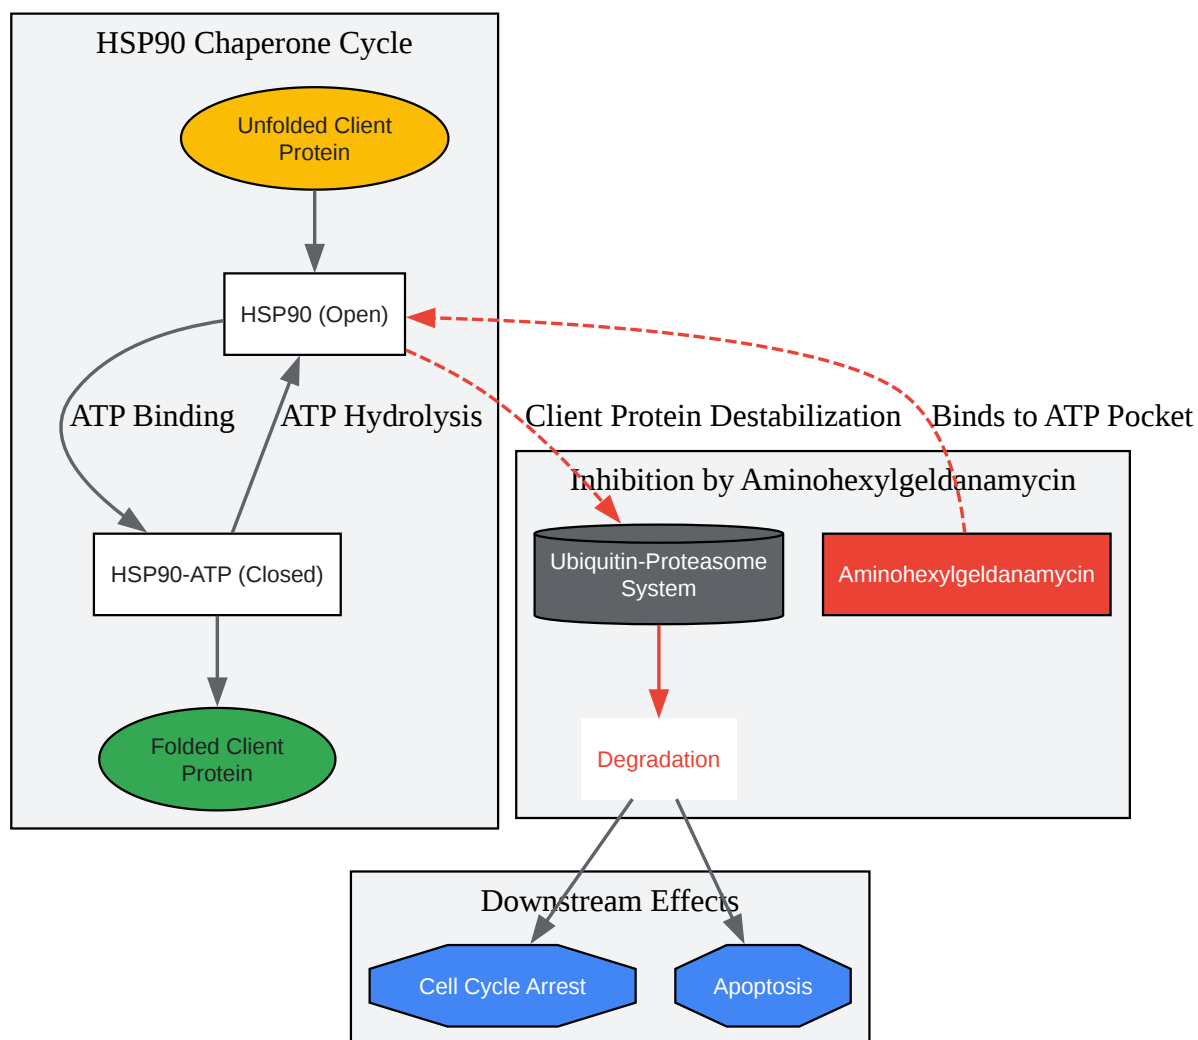 HSP90 Chaperone Cycle
Unfolded Client
Protein
HSP90 (Open)
ATP Binding
ATP Hydrolysis
Client Protein Destabilization
Binds to ATP Pocket
Inhibition by Aminohexylgeldanamycin
HSP90-ATP (Closed)
Ubiquitin-Proteasome
System
Aminohexylgeldanamycin
Folded Client
Protein
Degradation
Downstream Effects
Cell Cycle Arrest
Apoptosis